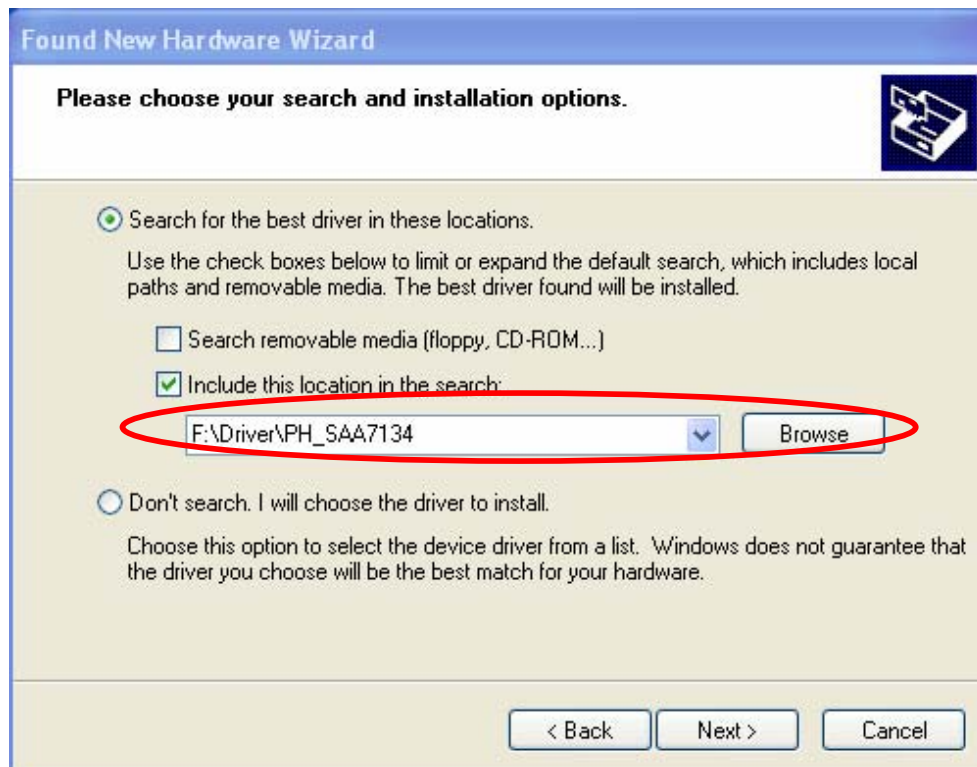 Found New Hardware Wizard
Please choose your search and installation options.
Search for the best driver in these locations.
Use the check boxes below to limit or expand the default search, which includes local
paths and removable media. The best driver found will be installed.
Search removable media (floppy, CD-ROM...)
Include this location in the search:
F:\Driver\PH_SAA7134
Browse
Don't search. I will choose the driver to install.
Choose this option to select the device driver from a list. Windows does not guarantee that
the driver you choose will be the best match for your hardware.
< Back
Next >
Cancel